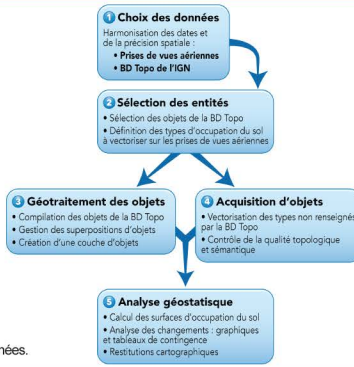 1 Choix des données
Harmonisation des dates et
de la précision spatiale :
• Prises de vues aériennes
• BD Topo de l'IGN
2 Sélection des entités
• Sélection des objets de la BD Topo
• Définition des types d'occupation du sol
à vectoriser sur les prises de vues aériennes
3 Géotraitement des objets
• Compilation des objets de la BD Topo
• Gestion des superpositions d'objets
• Création d'une couche d'objets
4 Acquisition d'objets
• Vectorisation des types non renseignés
par la BD Topo
• Contrôle de la qualité topologique
et sémantique
5 Analyse géostatisque
• Calcul des surfaces d'occupation du sol
• Analyse des changements : graphiques
et tableaux de contingence
• Restitutions cartographiques